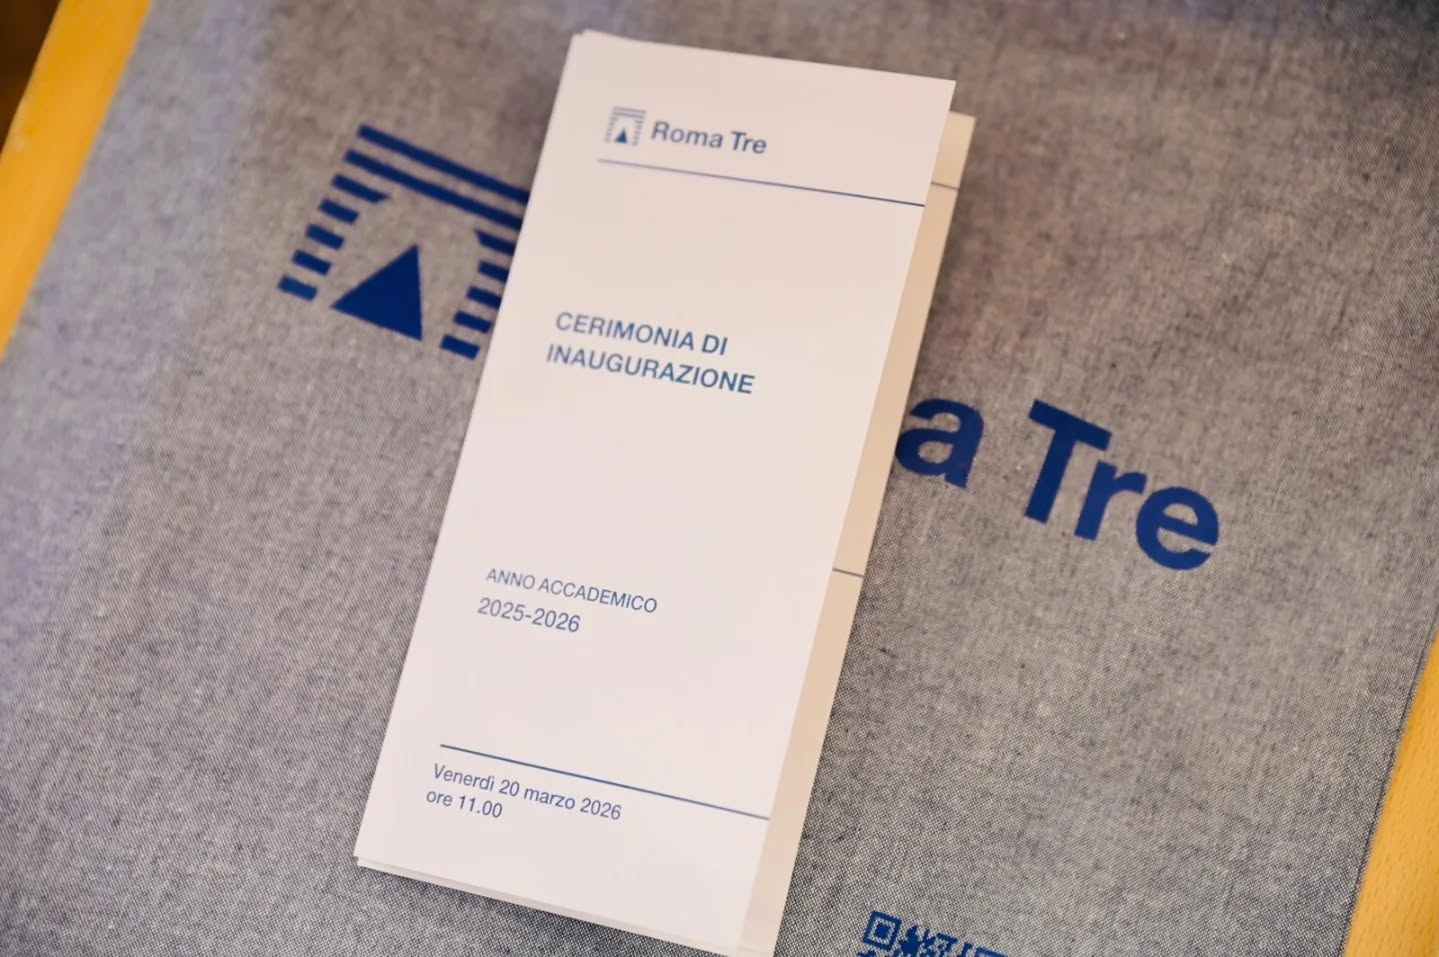 Roma Tre
CERIMONIA DI
INAUGURAZIONE
ANNO ACCADEMICO
2025-2026
Venerdì 20 marzo 2026
ore 11.00
a Tre